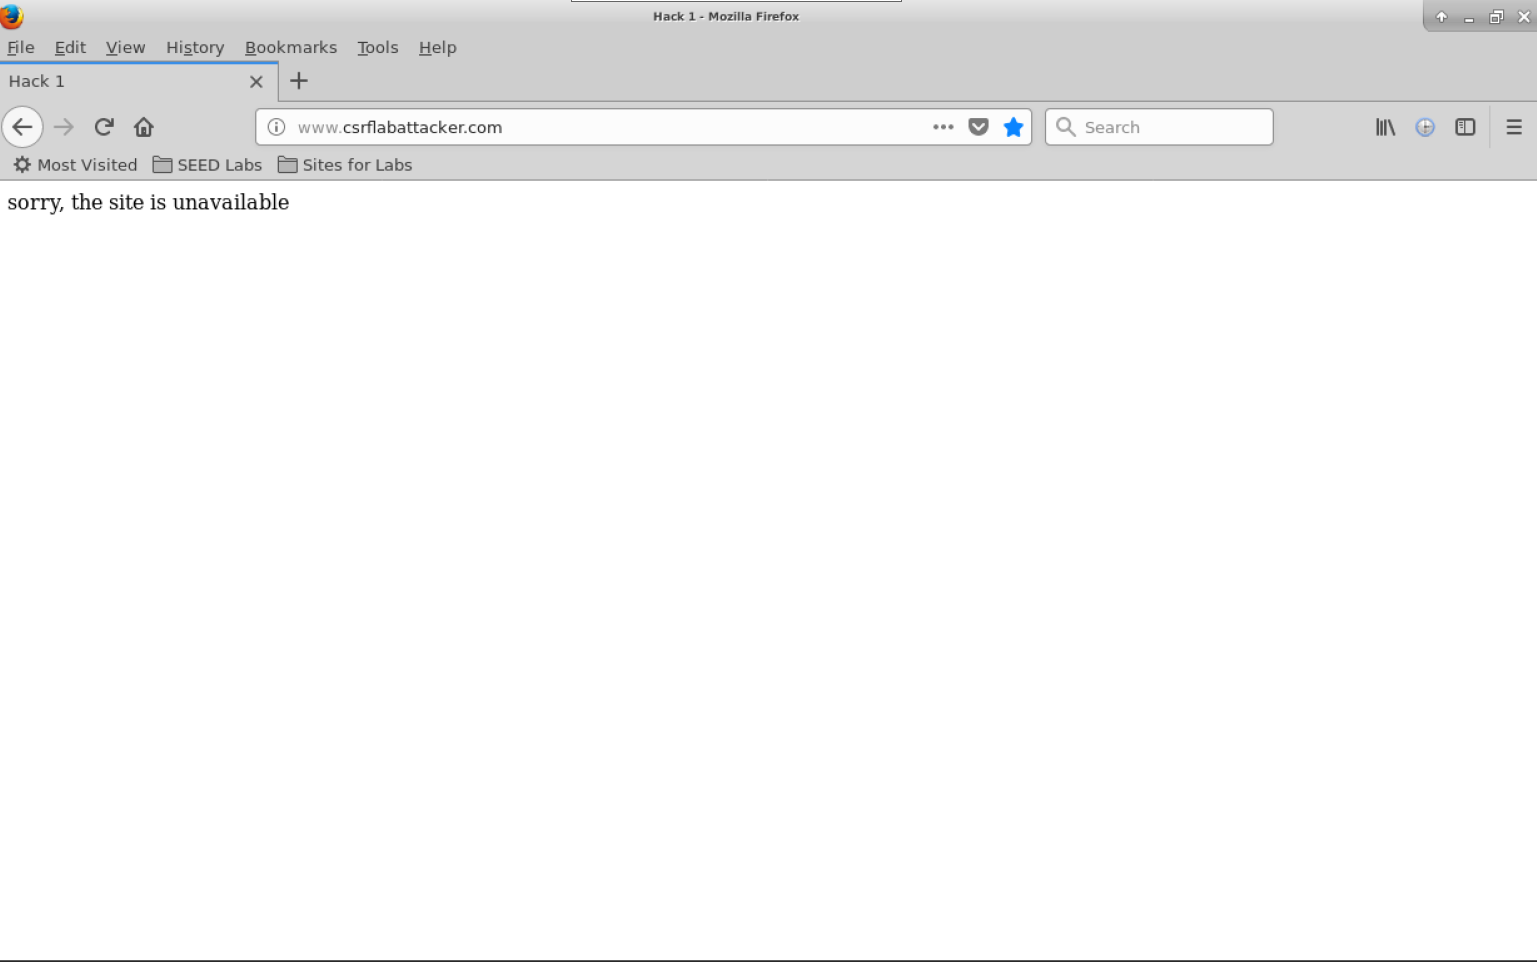 Hack 1 - Mozilla Firefox
File Edit View History Bookmarks Tools Help
Hack 1
www.csrflabattacker.com
Search
Most Visited SEED Labs Sites for Labs
sorry, the site is unavailable